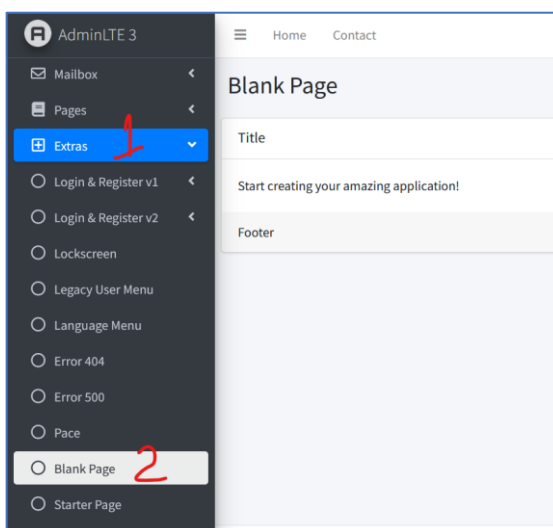 AdminLTE 3
Home Contact
Mailbox
Pages
Extras 1
Login & Register v1
Login & Register v2
Lockscreen
Legacy User Menu
Language Menu
Error 404
Error 500
Pace
Blank Page 2
Starter Page
Blank Page
Title
Start creating your amazing application!
Footer